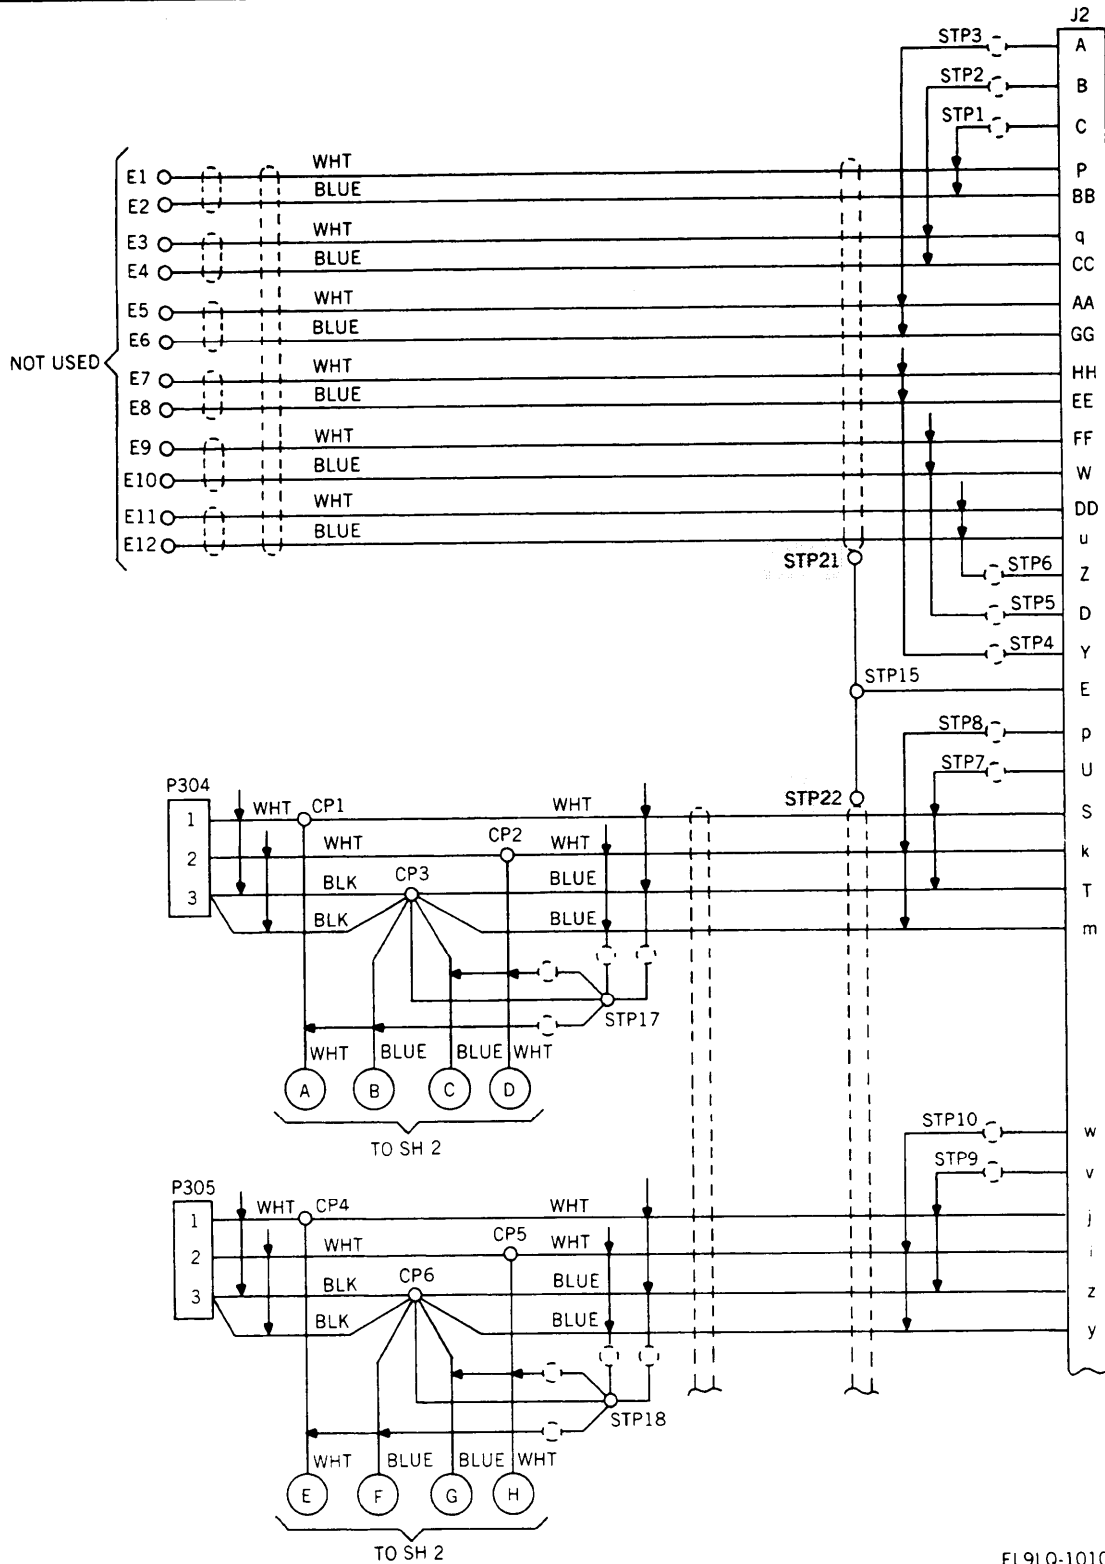 J2
STP3 A
STP2 B
STP1 C
E1 WHT P
E2 BLUE BB
E3 WHT q
E4 BLUE CC
E5 WHT AA
E6 BLUE GG
NOT USED
E7 WHT HH
E8 BLUE EE
E9 WHT FF
E10 BLUE W
E11 WHT DD
E12 BLUE u
STP21
STP6 Z
STP5 D
STP4 Y
STP15 E
STP8 p
STP7 U
P304
STP22
1 WHT CP1 WHT S
2 WHT CP2 WHT k
3 BLK CP3 BLUE T
BLK BLUE m
STP17
WHT BLUE BLUE WHT
A B C D
TO SH 2
STP10 w
STP9 v
P305
1 WHT CP4 WHT j
2 WHT CP5 WHT i
3 BLK CP6 BLUE z
BLK BLUE y
STP18
WHT BLUE BLUE WHT
E F G H
TO SH 2